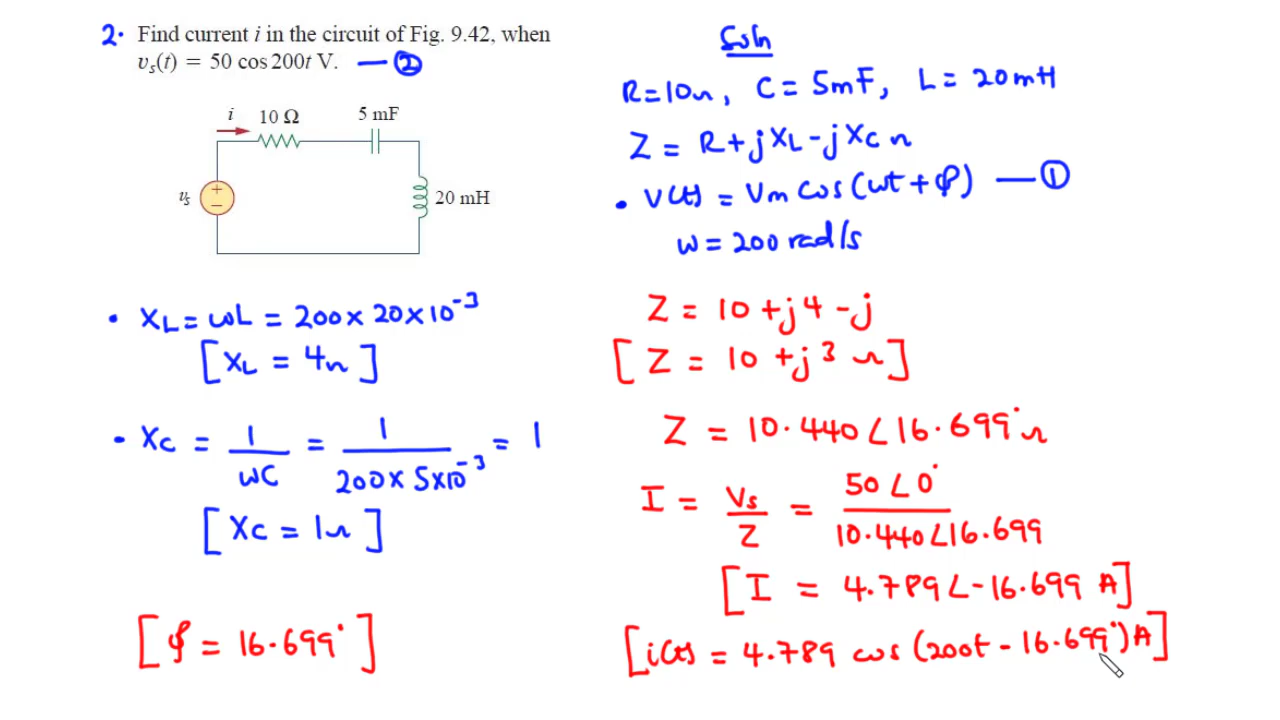 2. Find current i in the circuit of Fig. 9.42, when
vs(t) = 50 cos 200t V. — ②
i 10 Ω 5 mF
vs + − 20 mH
• XL = ωL = 200 × 20 × 10⁻³
[XL = 4Ω]
• XC = 1/ωC = 1/(200 × 5×10⁻³) = 1
[XC = 1Ω]
[φ = 16.699°]
Soln
R = 10Ω, C = 5mF, L = 20mH
Z = R + jXL − jXC Ω
• V(t) = Vm cos(ωt + φ) — ①
ω = 200 rad/s
Z = 10 + j4 − j
[Z = 10 + j3 Ω]
Z = 10.440∠16.699° Ω
I = Vs/Z = 50∠0°/10.440∠16.699
[I = 4.789∠−16.699 A]
[i(t) = 4.789 cos (200t − 16.699°) A]